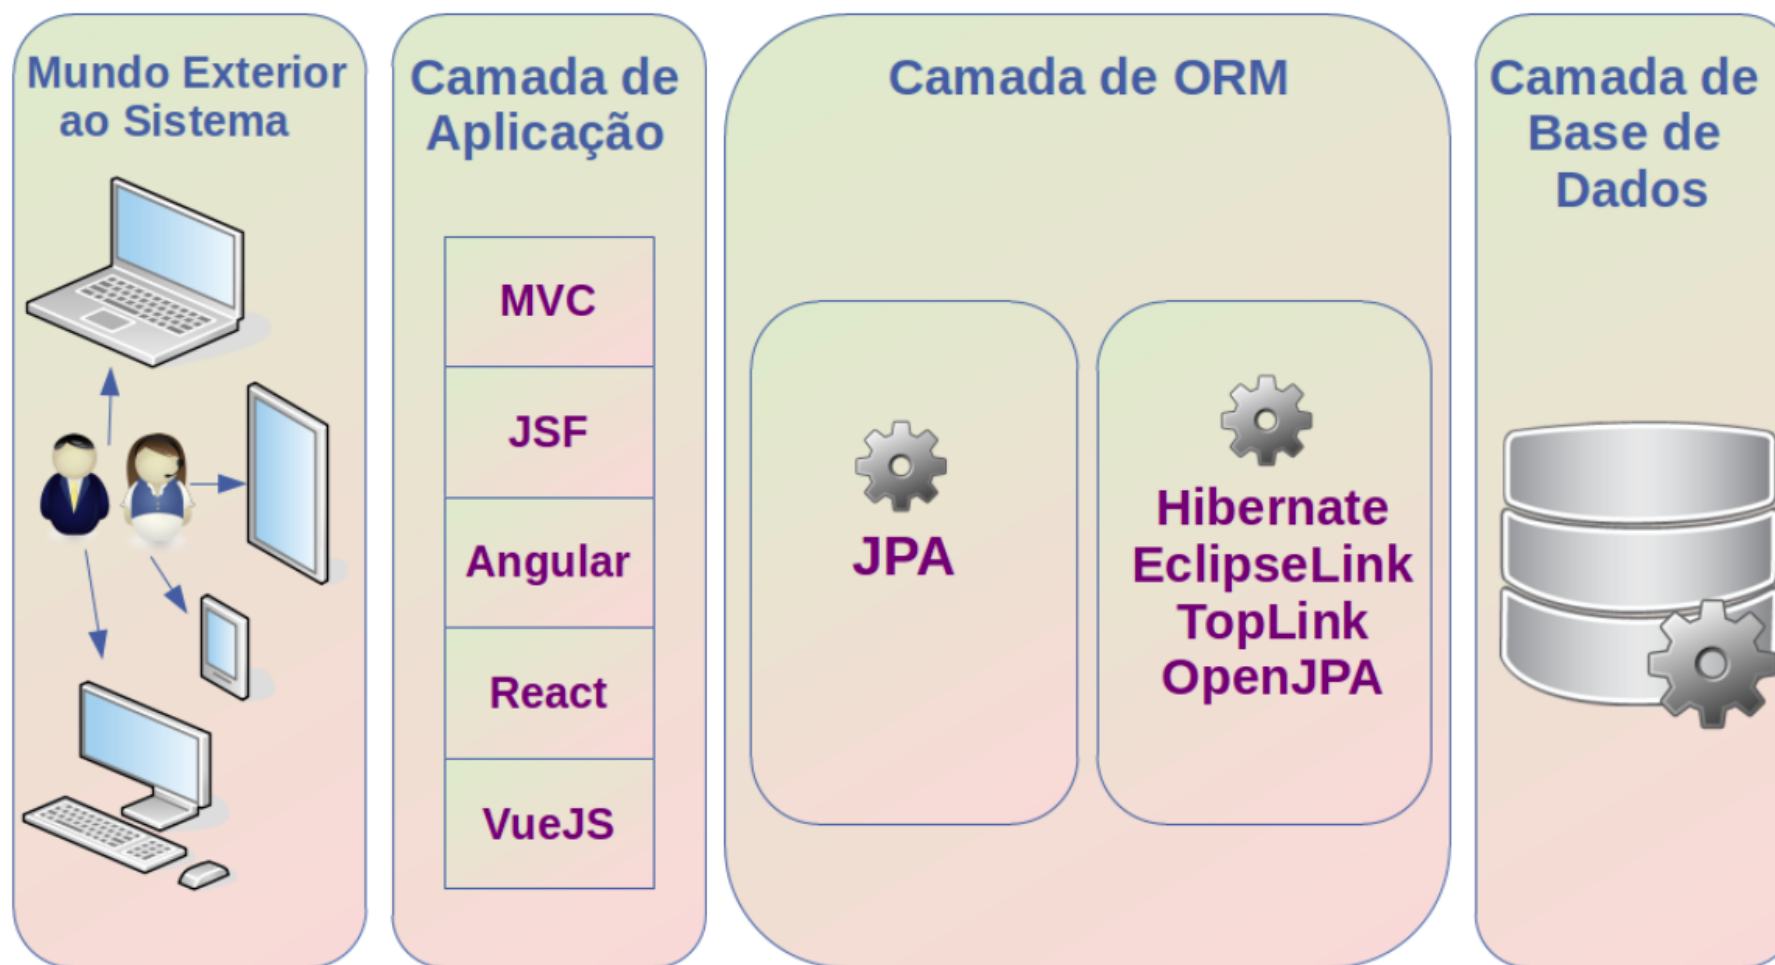 Mundo Exterior
ao Sistema
Camada de
Aplicação
MVC
JSF
Angular
React
VueJS
Camada de ORM
JPA
Hibernate
EclipseLink
TopLink
OpenJPA
Camada de
Base de
Dados